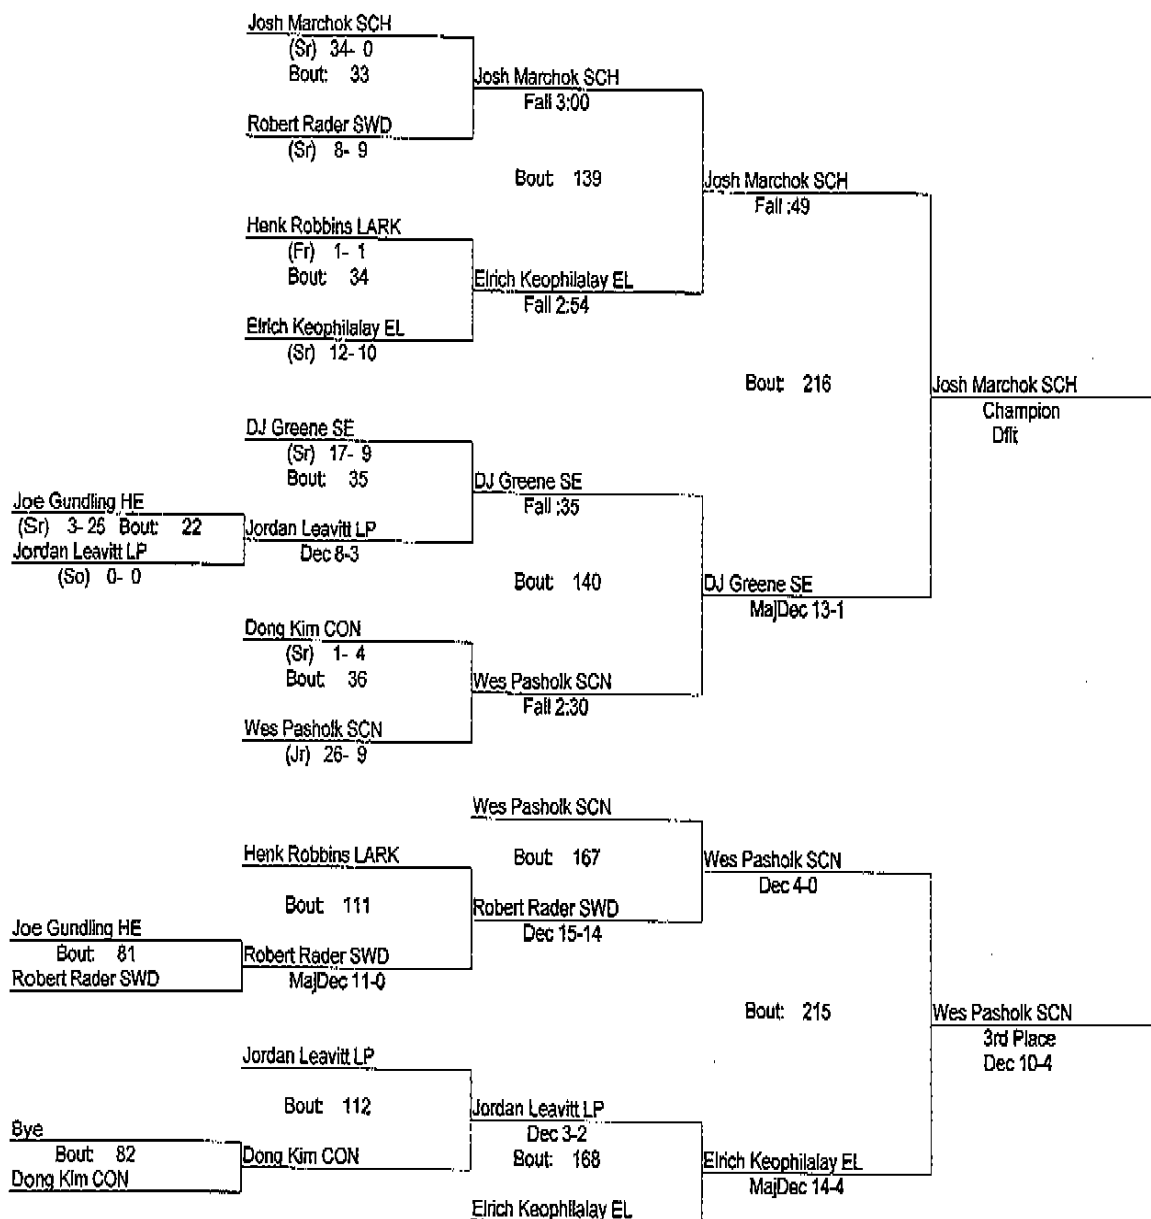 Josh Marchok SCH
(Sr) 34- 0
Bout: 33
Josh Marchok SCH
Fall 3:00
Robert Rader SWD
(Sr) 8- 9
Bout: 139
Josh Marchok SCH
Fall :49
Henk Robbins LARK
(Fr) 1- 1
Bout: 34
Elrich Keophilalay EL
Fall 2:54
Elrich Keophilalay EL
(Sr) 12-10
Bout: 216
Josh Marchok SCH
Champion
Dflt
DJ Greene SE
(Sr) 17- 9
Bout: 35
DJ Greene SE
Fall :35
Joe Gundling HE
(Sr) 3-25 Bout: 22
Jordan Leavitt LP
Dec 8-3
Jordan Leavitt LP
(So) 0- 0
Bout: 140
DJ Greene SE
MajDec 13-1
Dong Kim CON
(Sr) 1- 4
Bout: 36
Wes Pasholk SCN
Fall 2:30
Wes Pasholk SCN
(Jr) 26- 9
Wes Pasholk SCN
Bout: 167
Wes Pasholk SCN
Dec 4-0
Henk Robbins LARK
Bout: 111
Robert Rader SWD
Dec 15-14
Joe Gundling HE
Bout: 81
Robert Rader SWD
MajDec 11-0
Robert Rader SWD
Bout: 215
Wes Pasholk SCN
3rd Place
Dec 10-4
Jordan Leavitt LP
Bout: 112
Jordan Leavitt LP
Dec 3-2
Bye
Bout: 82
Dong Kim CON
Dong Kim CON
Bout: 168
Elrich Keophilalay EL
MajDec 14-4
Elrich Keophilalay EL